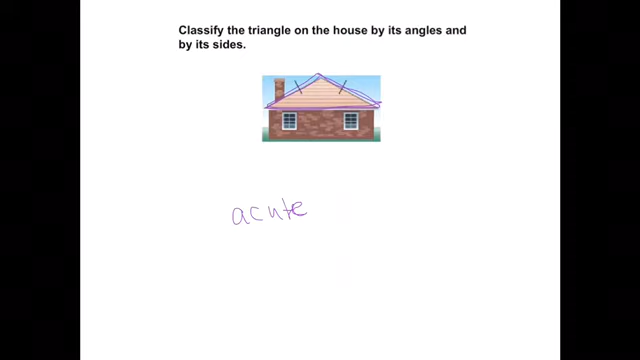 Classify the triangle on the house by its angles and
by its sides.
acute